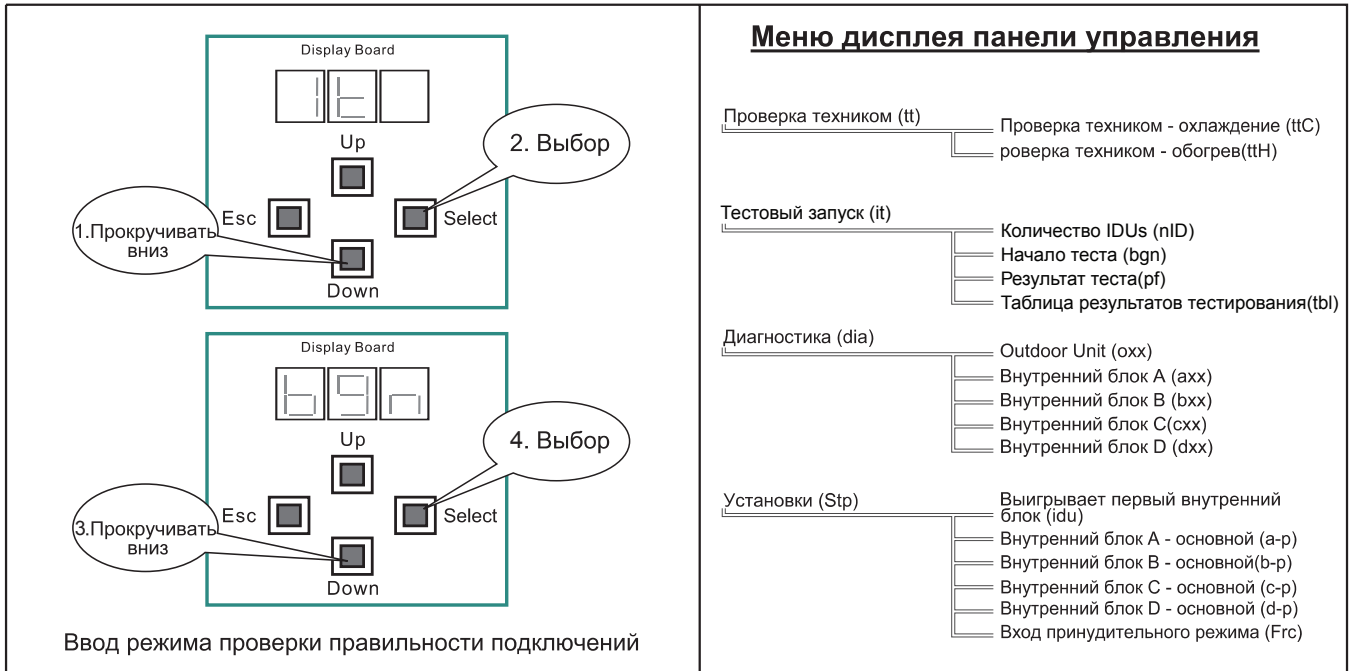 Display Board
1t
Up
2. Выбор
Esc
Select
1.Прокручивать
вниз
Down
Display Board
bgn
Up
4. Выбор
Esc
Select
3.Прокручивать
вниз
Down
Ввод режима проверки правильности подключений
Меню дисплея панели управления
Проверка техником (tt)
Проверка техником - охлаждение (ttC)
роверка техником - обогрев(ttH)
Тестовый запуск (it)
Количество IDUs (nID)
Начало теста (bgn)
Результат теста(pf)
Таблица результатов тестирования(tbl)
Диагностика (dia)
Outdoor Unit (oxx)
Внутренний блок A (axx)
Внутренний блок B (bxx)
Внутренний блок C(cxx)
Внутренний блок D (dxx)
Установки (Stp)
Выигрывает первый внутренний
блок (idu)
Внутренний блок A - основной (a-p)
Внутренний блок B - основной(b-p)
Внутренний блок C - основной (c-p)
Внутренний блок D - основной (d-p)
Вход принудительного режима (Frc)